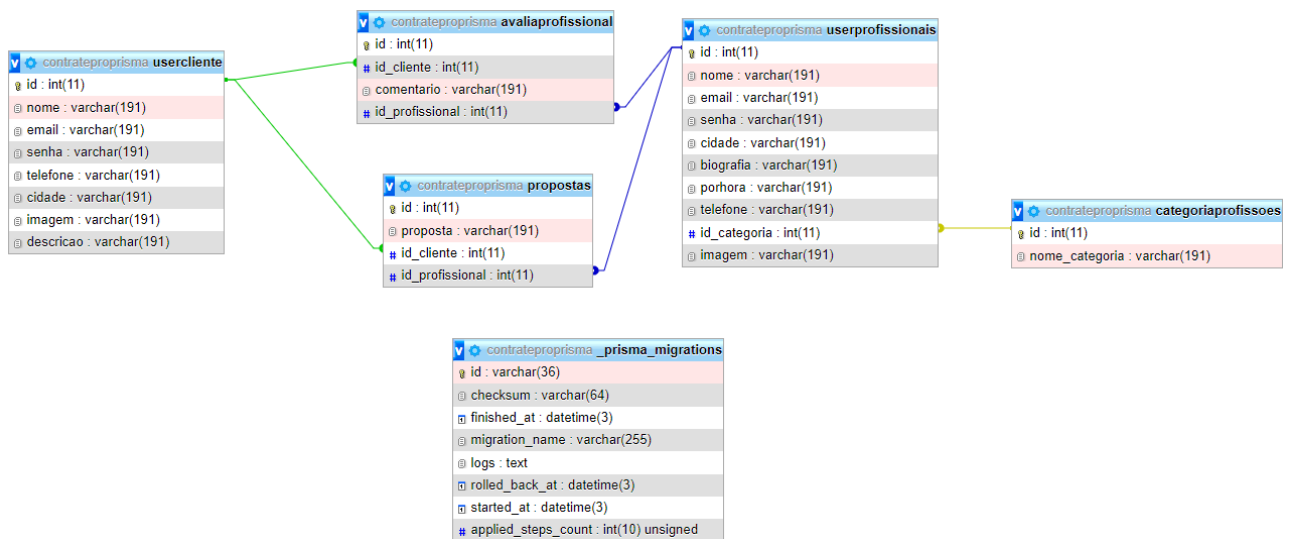 contrateproprisma usercliente
id : int(11)
nome : varchar(191)
email : varchar(191)
senha : varchar(191)
telefone : varchar(191)
cidade : varchar(191)
imagem : varchar(191)
descricao : varchar(191)
contrateproprisma avaliaprofissional
id : int(11)
# id_cliente : int(11)
comentario : varchar(191)
# id_profissional : int(11)
contrateproprisma propostas
id : int(11)
proposta : varchar(191)
# id_cliente : int(11)
# id_profissional : int(11)
contrateproprisma userprofissionais
id : int(11)
nome : varchar(191)
email : varchar(191)
senha : varchar(191)
cidade : varchar(191)
biografia : varchar(191)
porhora : varchar(191)
telefone : varchar(191)
# id_categoria : int(11)
imagem : varchar(191)
contrateproprisma categoriaprofissoes
id : int(11)
nome_categoria : varchar(191)
contrateproprisma _prisma_migrations
id : varchar(36)
checksum : varchar(64)
finished_at : datetime(3)
migration_name : varchar(255)
logs : text
rolled_back_at : datetime(3)
started_at : datetime(3)
# applied_steps_count : int(10) unsigned